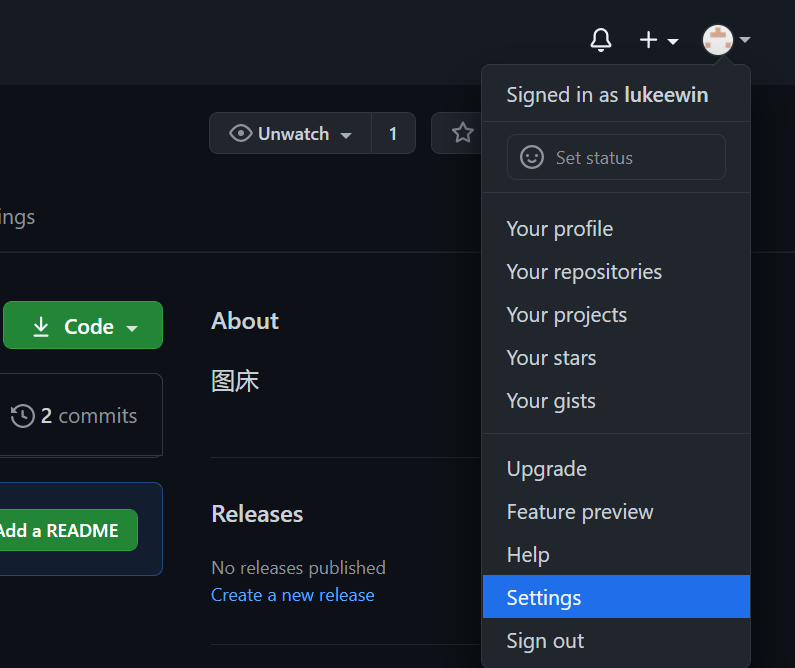 Signed in as lukeewin
Unwatch 1
Set status
ings
Your profile
Your repositories
Your projects
Your stars
Your gists
Code
About
图床
2 commits
Upgrade
Feature preview
Help
Settings
Sign out
Add a README
Releases
No releases published
Create a new release